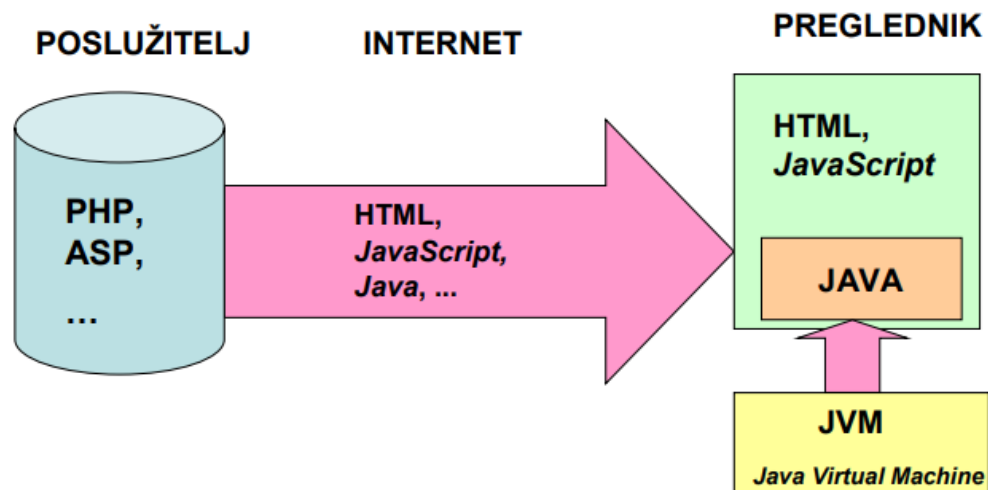 POSLUŽITELJ
INTERNET
PREGLEDNIK
PHP,
ASP,
...
HTML,
JavaScript,
Java, ...
HTML,
JavaScript
JAVA
JVM
Java Virtual Machine